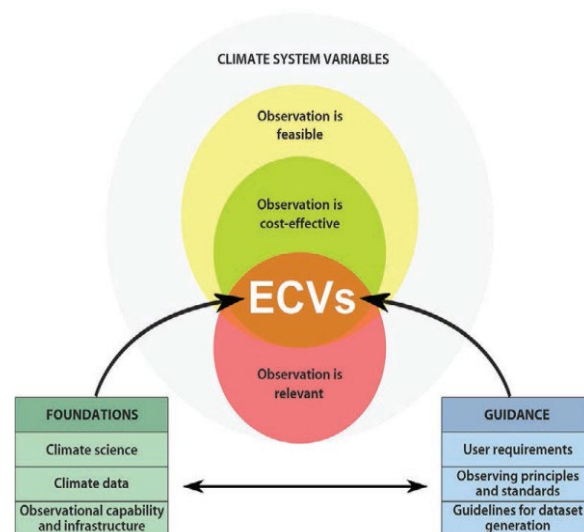 CLIMATE SYSTEM VARIABLES
Observation is
feasible
Observation is
cost-effective
ECVs
Observation is
relevant
FOUNDATIONS
Climate science
Climate data
Observational capability
and infrastructure
GUIDANCE
User requirements
Observing principles
and standards
Guidelines for dataset
generation